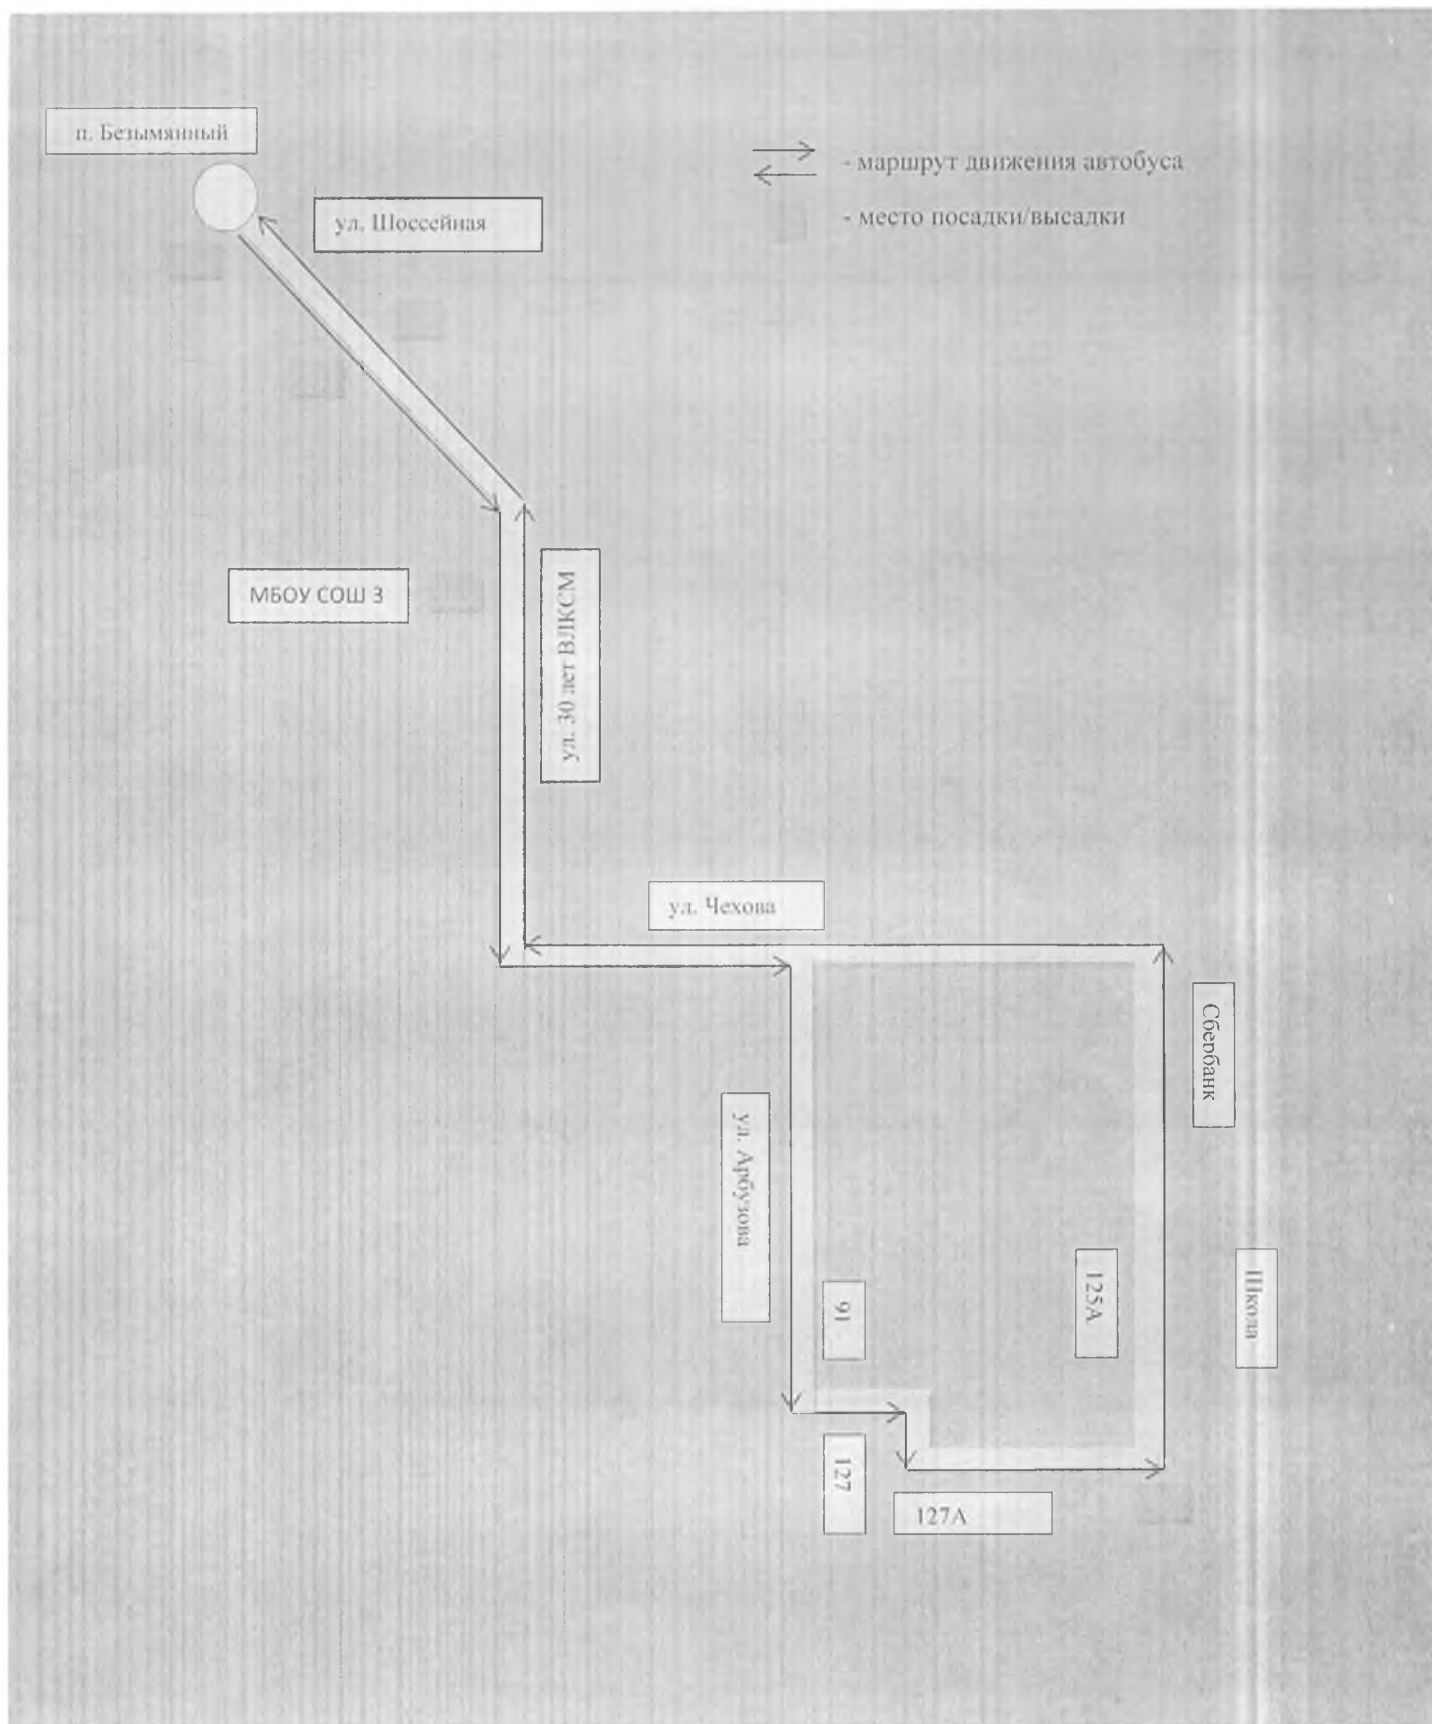 п. Безымянный
- маршрут движения автобуса
ул. Шоссейная
- место посадки/высадки
МБОУ СОШ 3
ул. 30 лет ВЛКСМ
ул. Чехова
Сбербанк
ул. Арбузова
91
125А
Школа
127
127А